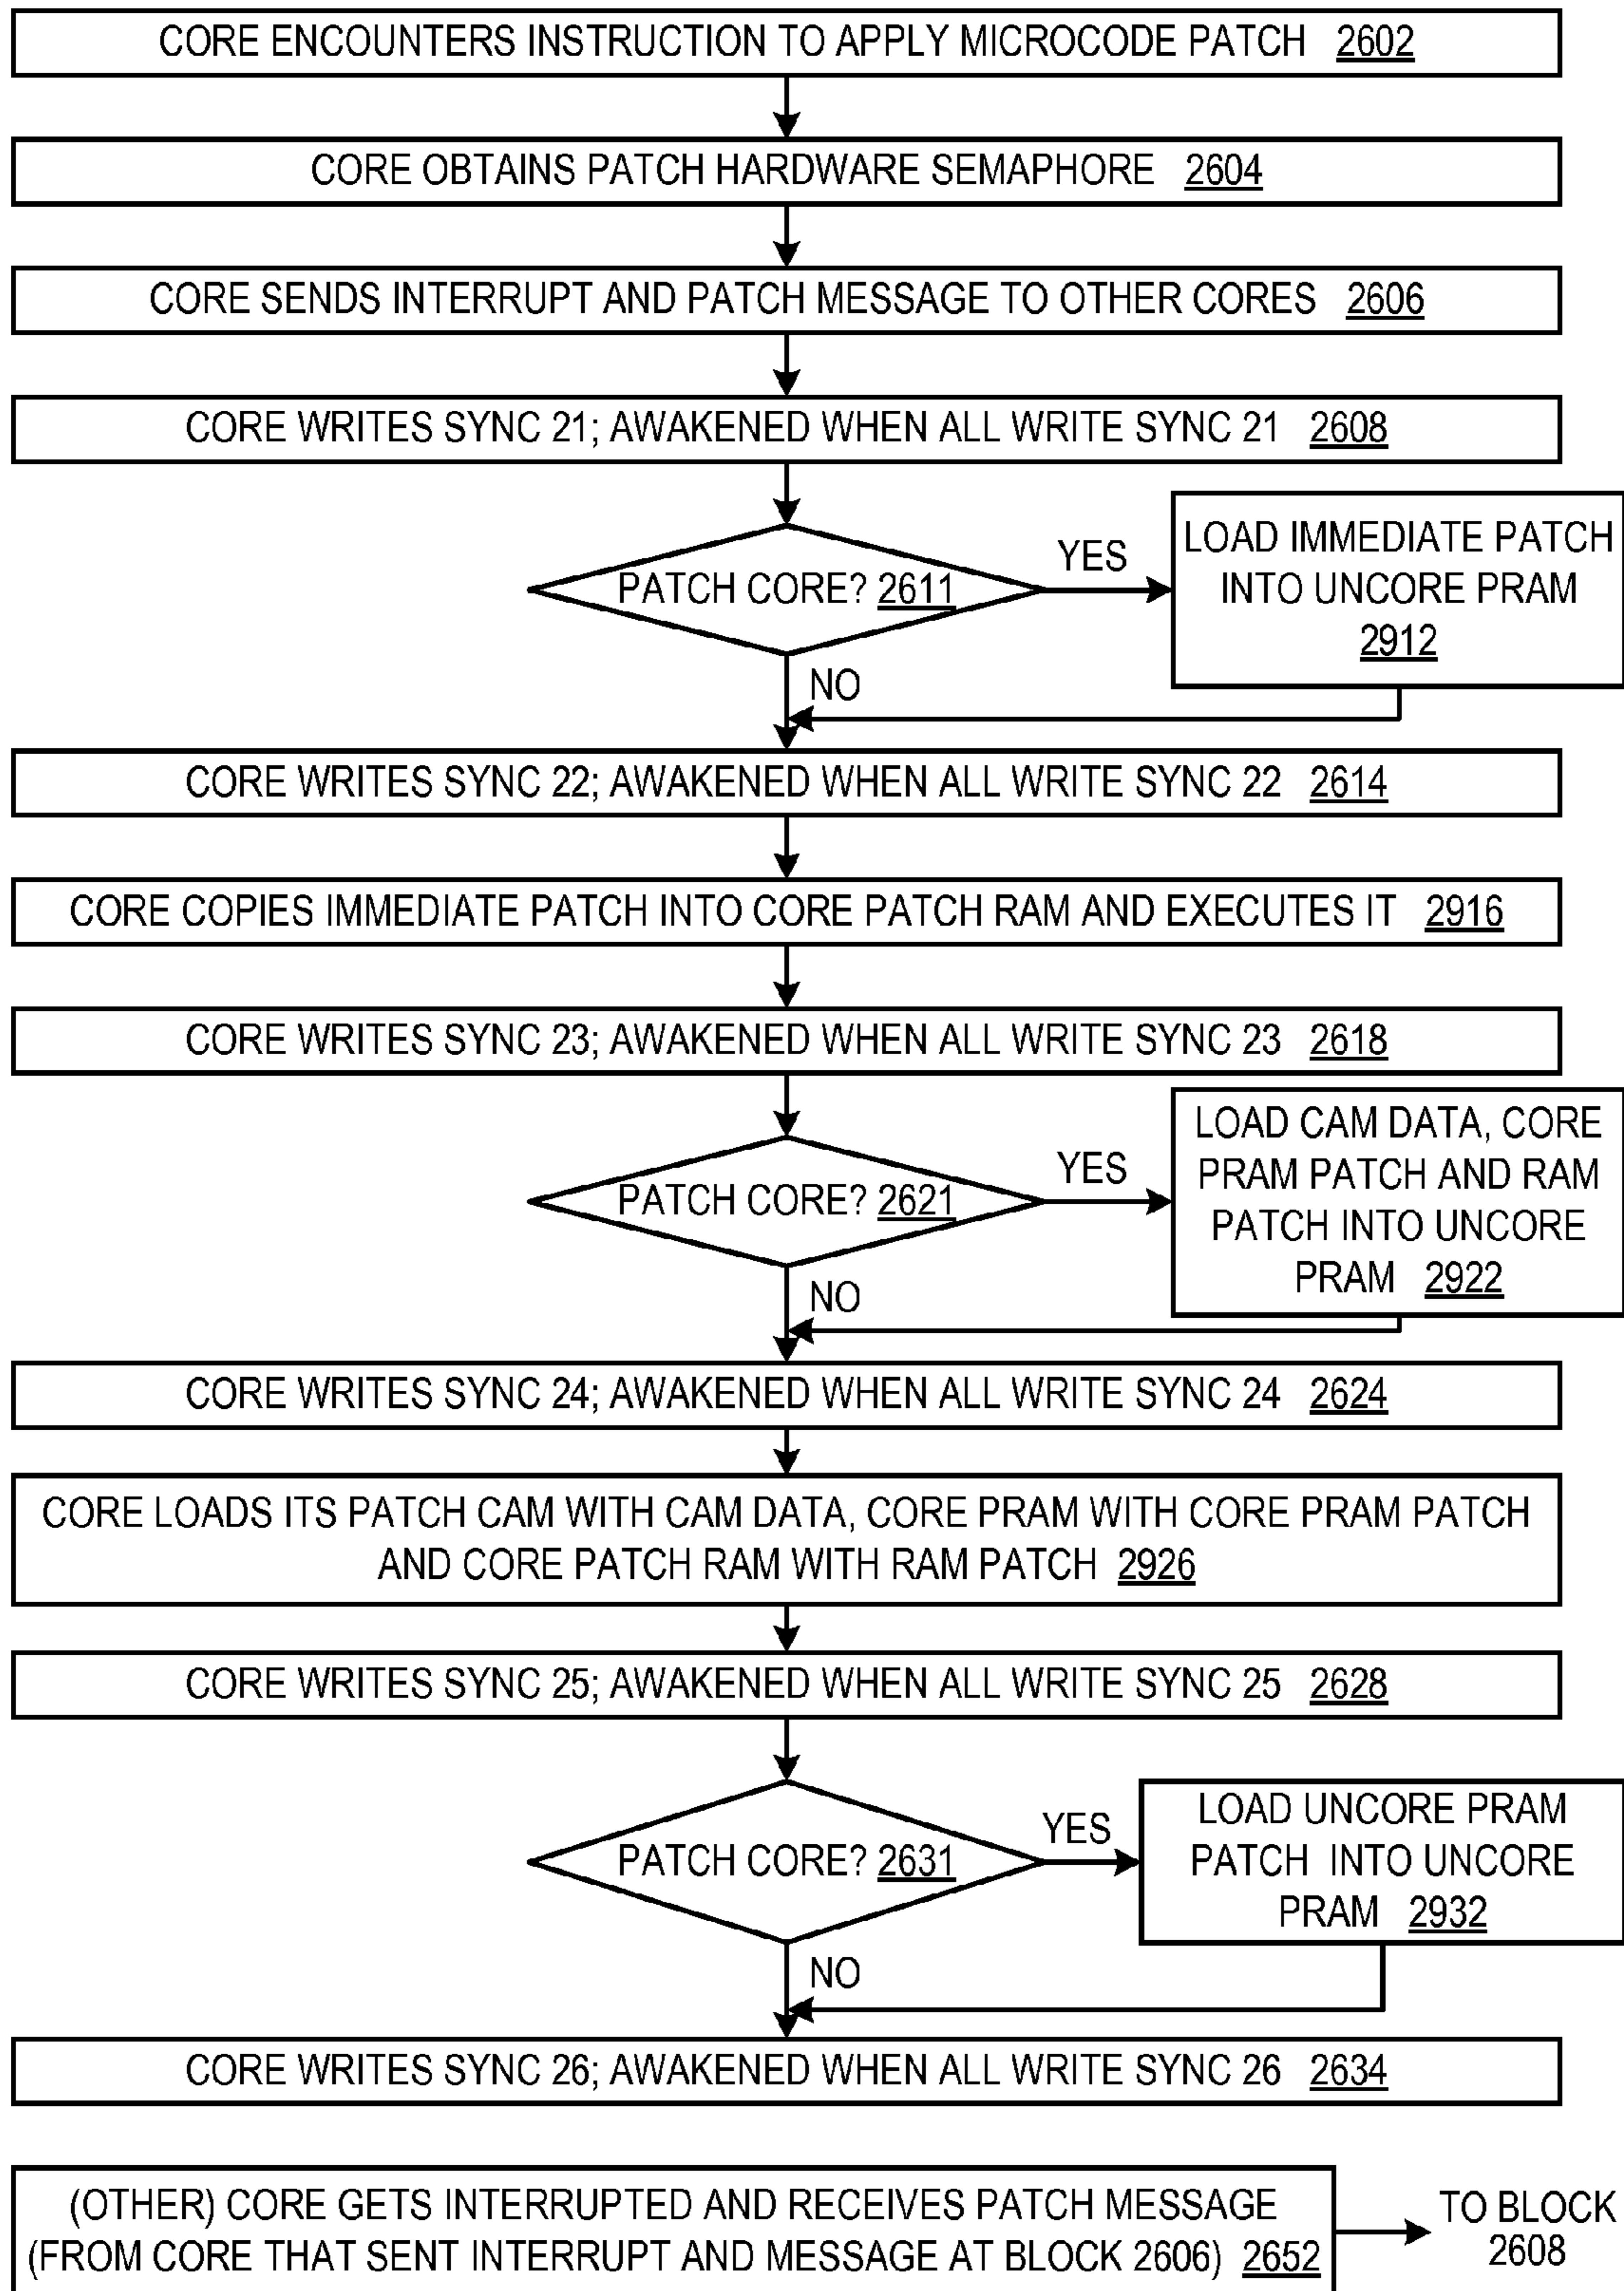 CORE ENCOUNTERS INSTRUCTION TO APPLY MICROCODE PATCH 2602
CORE OBTAINS PATCH HARDWARE SEMAPHORE 2604
CORE SENDS INTERRUPT AND PATCH MESSAGE TO OTHER CORES 2606
CORE WRITES SYNC 21; AWAKENED WHEN ALL WRITE SYNC 21 2608
PATCH CORE? 2611
YES
LOAD IMMEDIATE PATCH
INTO UNCORE PRAM
2912
NO
CORE WRITES SYNC 22; AWAKENED WHEN ALL WRITE SYNC 22 2614
CORE COPIES IMMEDIATE PATCH INTO CORE PATCH RAM AND EXECUTES IT 2916
CORE WRITES SYNC 23; AWAKENED WHEN ALL WRITE SYNC 23 2618
PATCH CORE? 2621
YES
LOAD CAM DATA, CORE
PRAM PATCH AND RAM
PATCH INTO UNCORE
PRAM 2922
NO
CORE WRITES SYNC 24; AWAKENED WHEN ALL WRITE SYNC 24 2624
CORE LOADS ITS PATCH CAM WITH CAM DATA, CORE PRAM WITH CORE PRAM PATCH
AND CORE PATCH RAM WITH RAM PATCH 2926
CORE WRITES SYNC 25; AWAKENED WHEN ALL WRITE SYNC 25 2628
PATCH CORE? 2631
YES
LOAD UNCORE PRAM
PATCH INTO UNCORE
PRAM 2932
NO
CORE WRITES SYNC 26; AWAKENED WHEN ALL WRITE SYNC 26 2634
(OTHER) CORE GETS INTERRUPTED AND RECEIVES PATCH MESSAGE
(FROM CORE THAT SENT INTERRUPT AND MESSAGE AT BLOCK 2606) 2652
TO BLOCK
2608